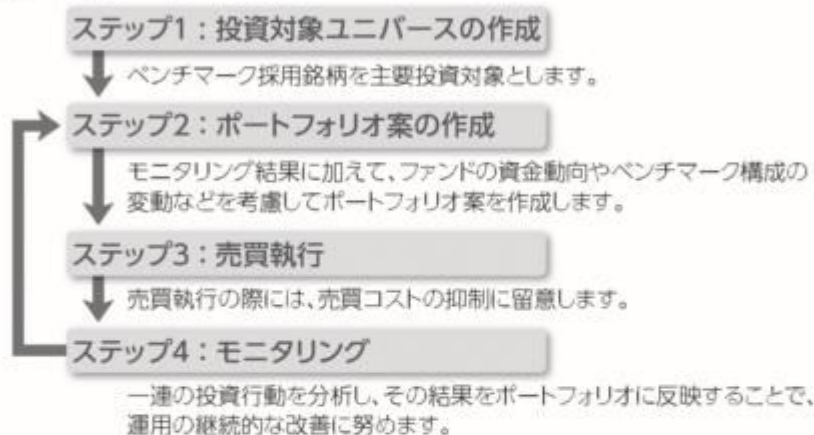 ステップ1：投資対象ユニバースの作成
ベンチマーク採用銘柄を主要投資対象とします。
ステップ2：ポートフォリオ案の作成
モニタリング結果に加えて、ファンドの資金動向やベンチマーク構成の
変動などを考慮してポートフォリオ案を作成します。
ステップ3：売買執行
売買執行の際には、売買コストの抑制に留意します。
ステップ4：モニタリング
一連の投資行動を分析し、その結果をポートフォリオに反映することで、
運用の継続的な改善に努めます。